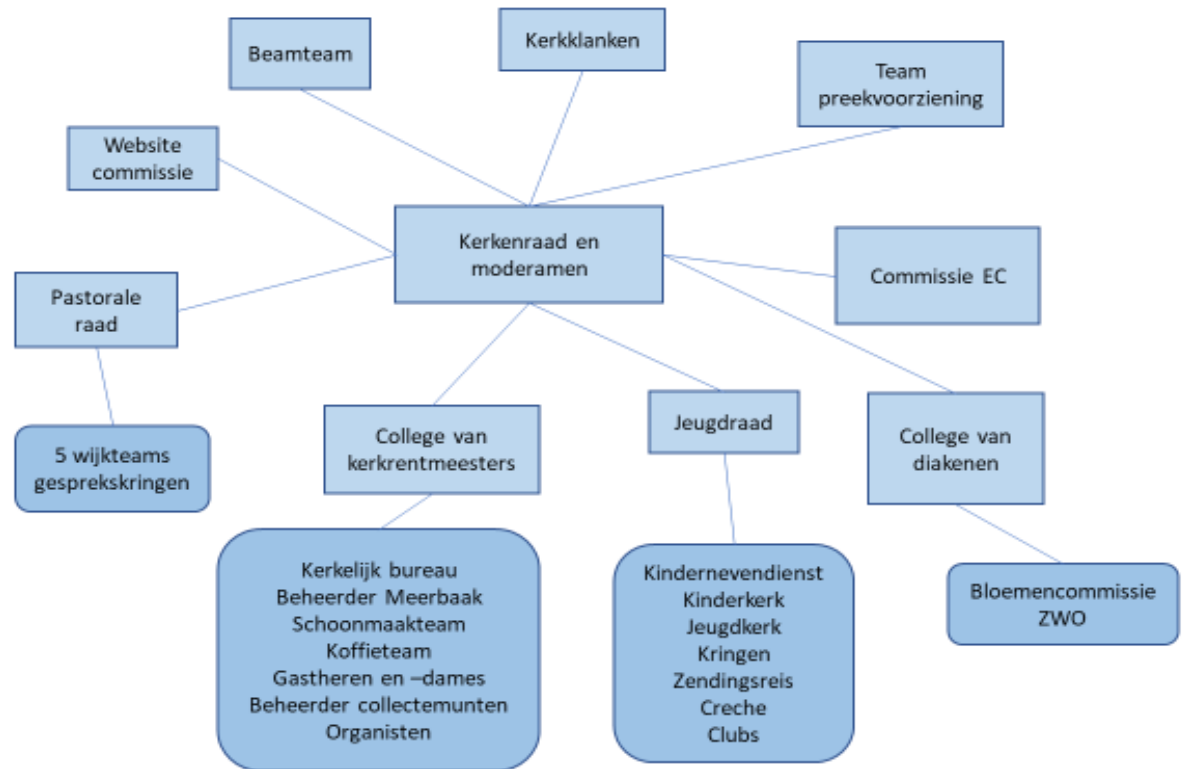 Kerkklanken
Beamteam
Team
preekvoorziening
Website
commissie
Kerkenraad en
moderamen
Commissie EC
Pastorale
raad
College van
kerkrentmeesters
Jeugdraad
College van
diakenen
5 wijkteams
gesprekskringen
Kerkelijk bureau
Beheerder Meerbaak
Schoonmaakteam
Koffieteam
Gastheren en –dames
Beheerder collectemunten
Organisten
Kindernevendienst
Kinderkerk
Jeugdkerk
Kringen
Zendingsreis
Creche
Clubs
Bloemencommissie
ZWO